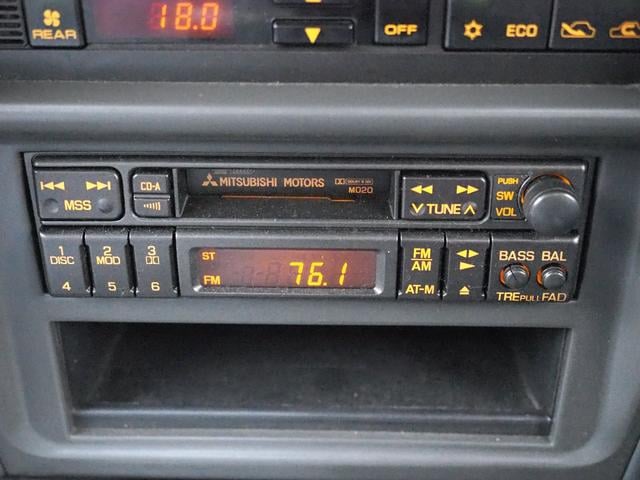 REAR
18.0
OFF
ECO
MSS
CD-A
MITSUBISHI MOTORS
M020
TUNE
PUSH
SW
VOL
1
DISC
4
2
MOD
5
3
6
ST
FM
76.1
FM
AM
AT-M
BASS
BAL
TRE PULL FAD